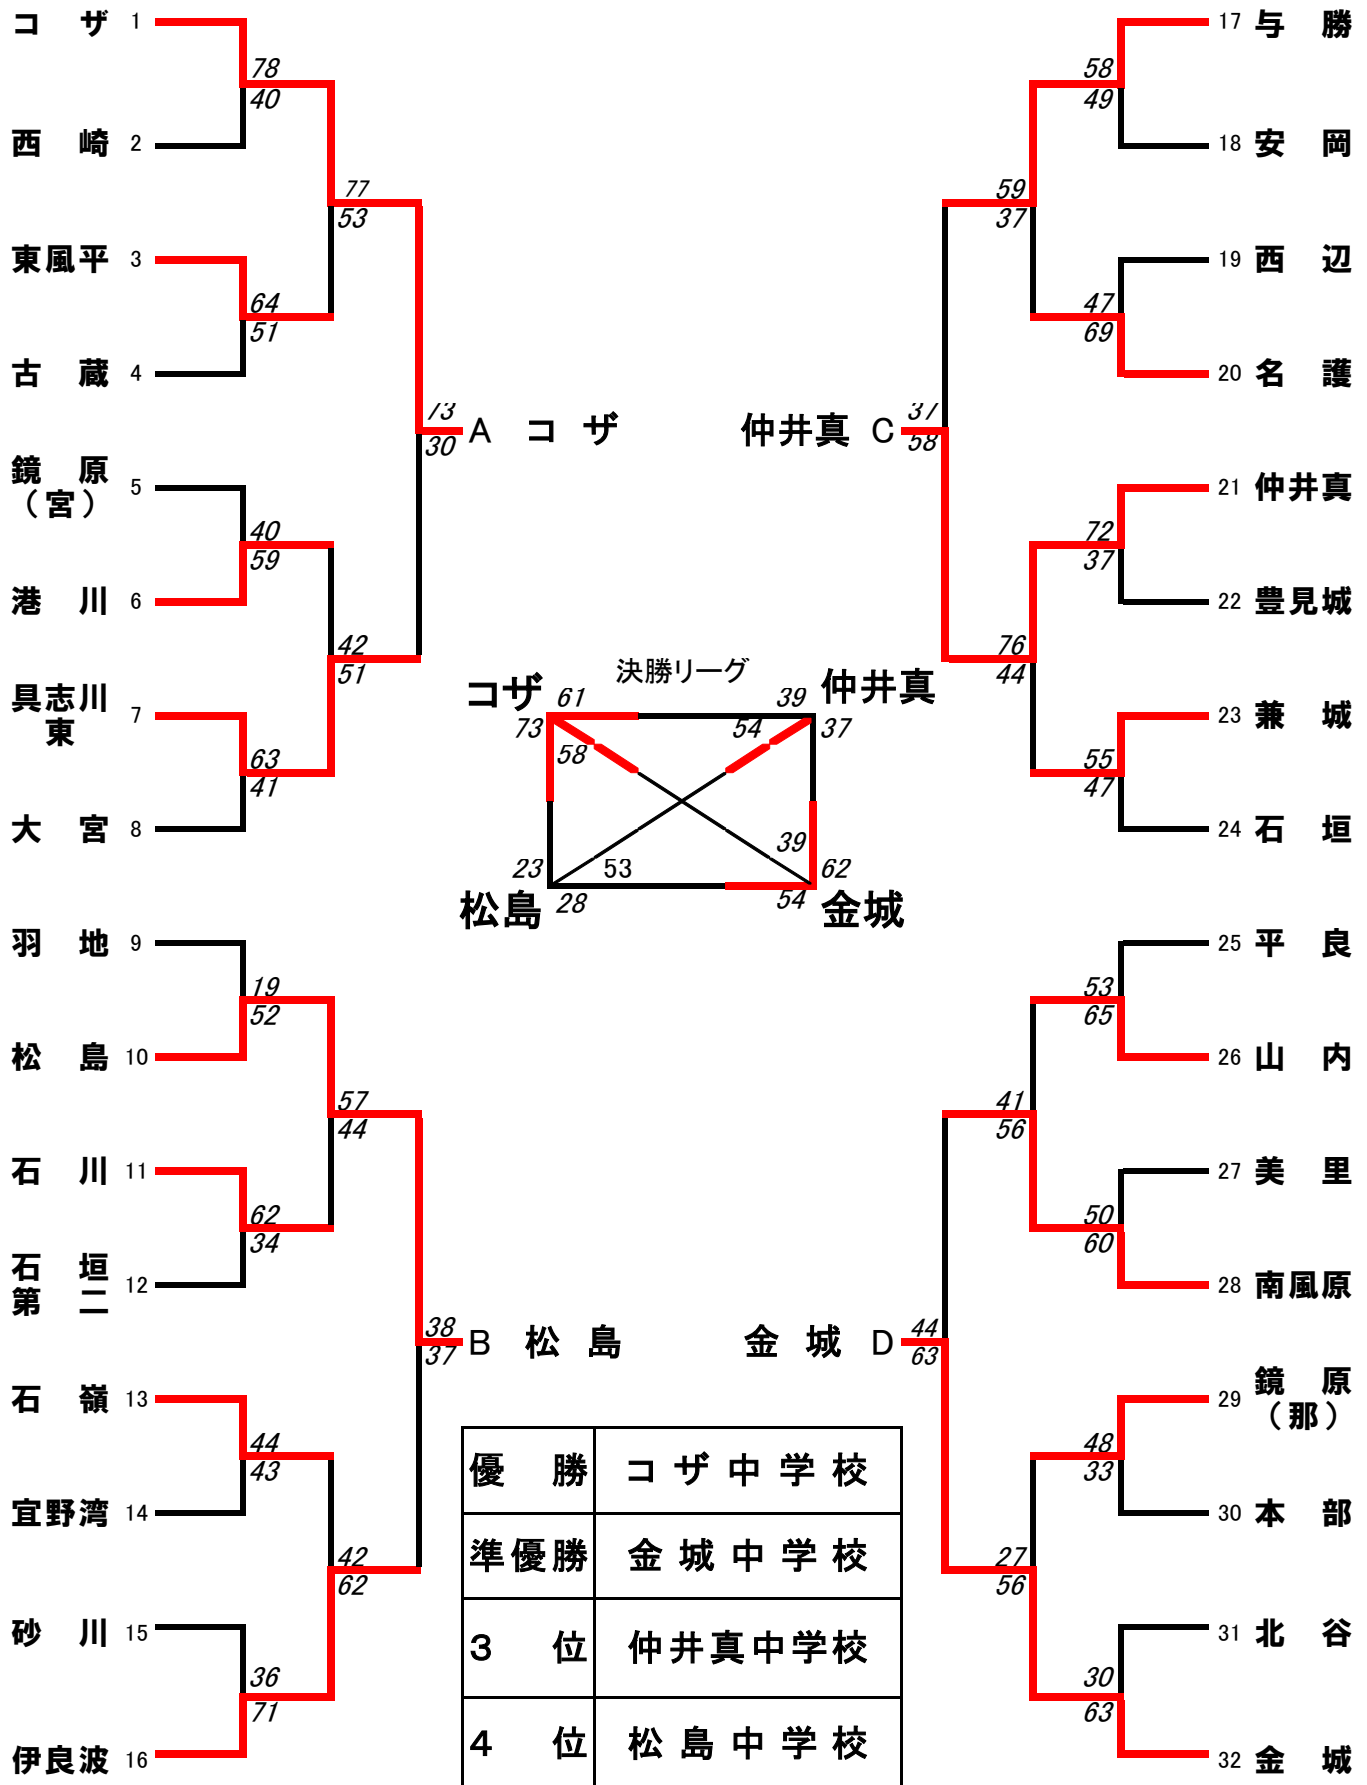 コザ 1
78
40
西崎 2
77
53
東風平 3
64
51
古蔵 4
73
30
A コザ
鏡原
（宮） 5
40
59
港川 6
42
51
具志川
東 7
63
41
大宮 8
羽地 9
19
52
松島 10
57
44
石川 11
62
34
石垣
第二 12
38
37
B 松島
石嶺 13
44
43
宜野湾 14
42
62
砂川 15
36
71
伊良波 16
17 与勝
58
49
18 安岡
59
37
19 西辺
47
69
20 名護
仲井真 C
37
58
21 仲井真
72
37
22 豊見城
76
44
23 兼城
55
47
24 石垣
25 平良
53
65
26 山内
41
56
27 美里
50
60
28 南風原
金城 D
44
63
29 鏡原
（那）
48
33
30 本部
27
56
31 北谷
30
63
32 金城
決勝リーグ
コザ 61 39 仲井真
73 58 54 37
39
23 53 62
松島 28 54 金城
優勝 コザ中学校
準優勝 金城中学校
3位 仲井真中学校
4位 松島中学校